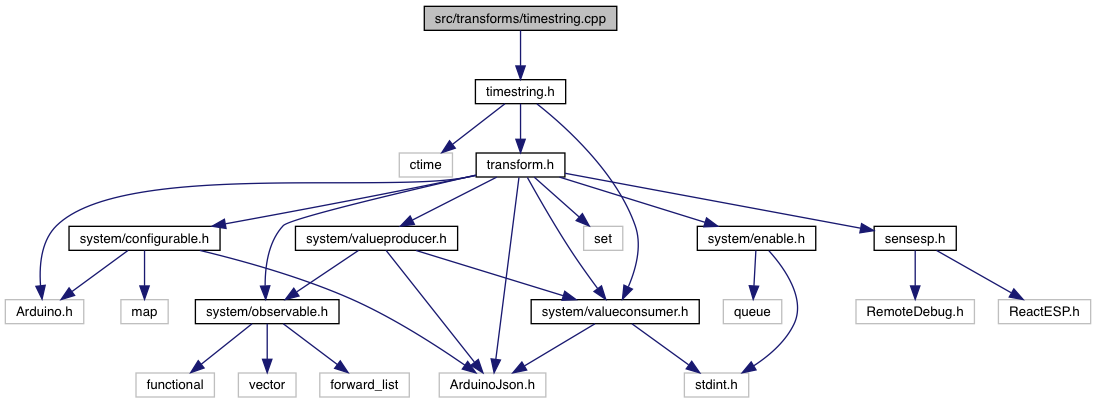 src/transforms/timestring.cpp
timestring.h
ctime
transform.h
system/configurable.h
system/valueproducer.h
set
system/enable.h
sensesp.h
Arduino.h
map
system/observable.h
system/valueconsumer.h
queue
RemoteDebug.h
ReactESP.h
functional
vector
forward_list
ArduinoJson.h
stdint.h